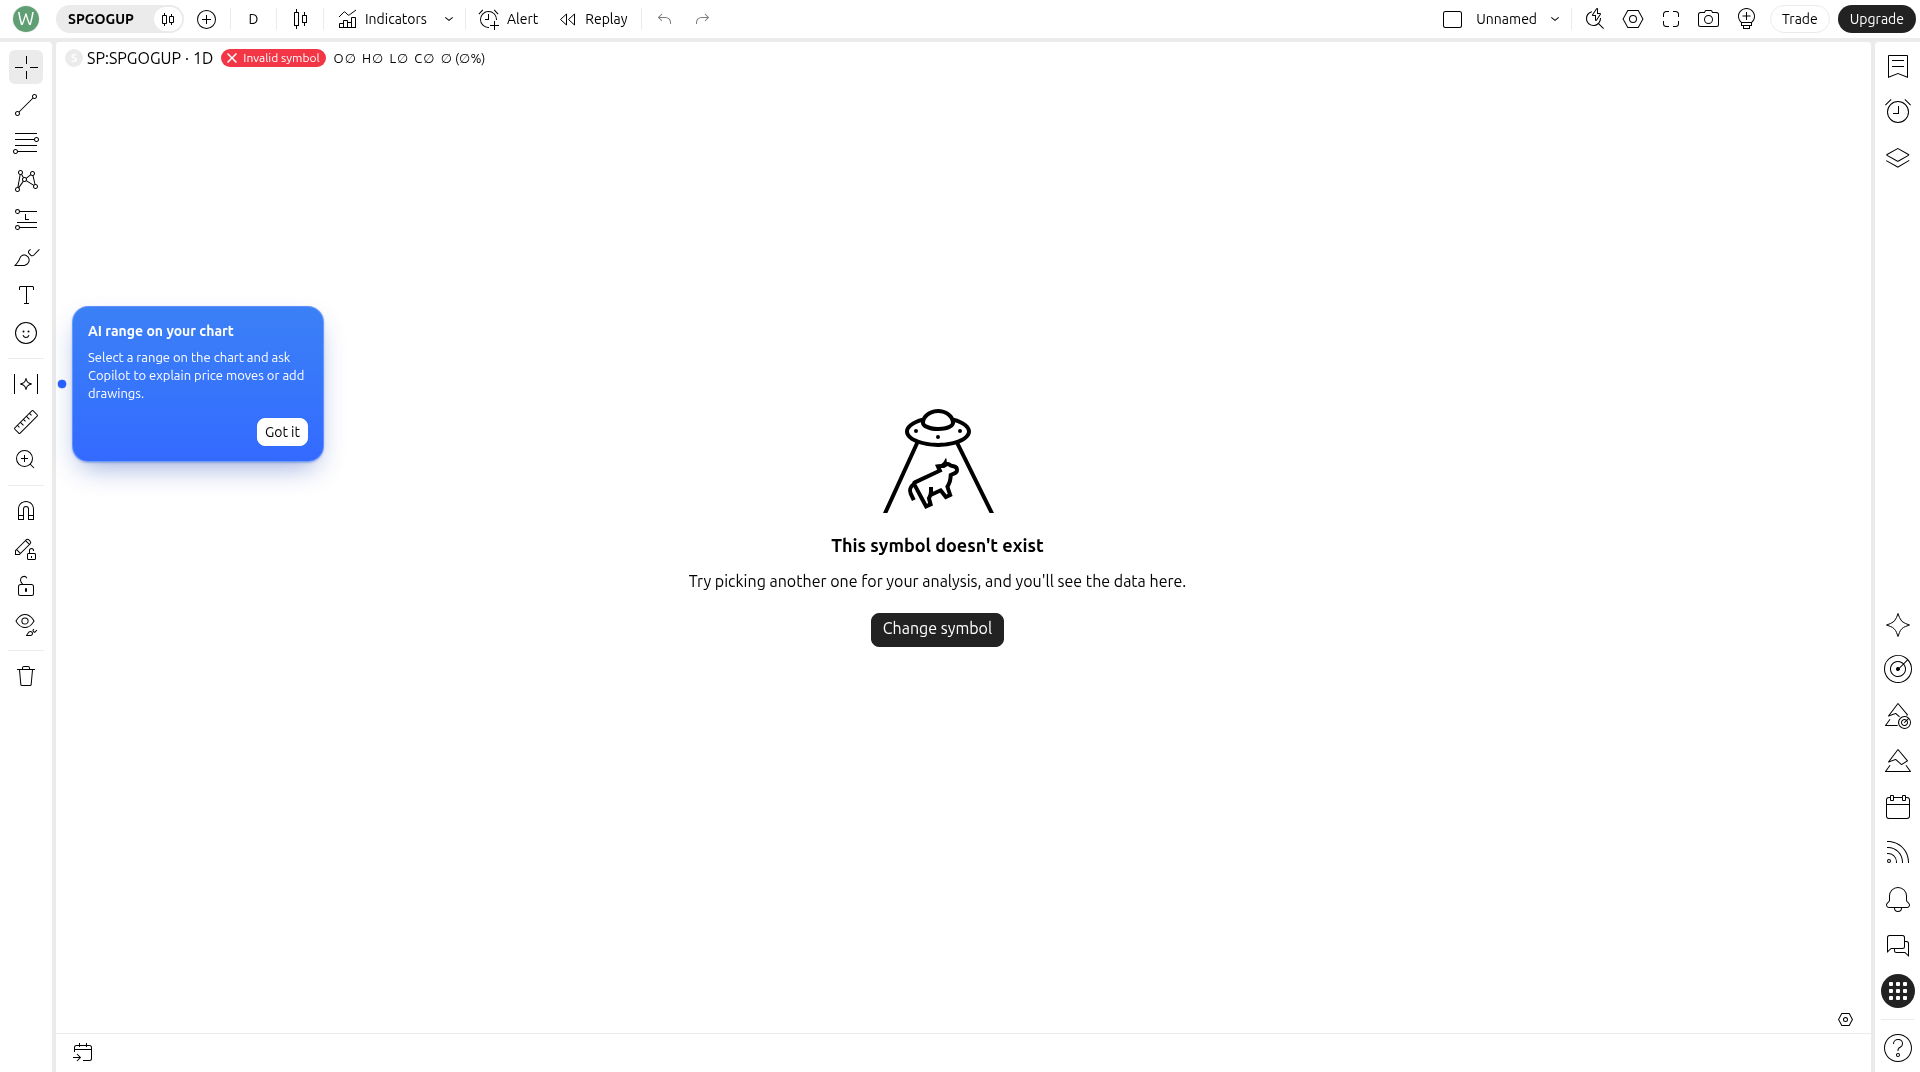 W
SPGOGUP
D
Indicators
Alert
Replay
Unnamed
Trade
Upgrade
S
SP:SPGOGUP · 1D
Invalid symbol
O∅ H∅ L∅ C∅ ∅ (∅%)
AI range on your chart
Select a range on the chart and ask
Copilot to explain price moves or add
drawings.
Got it
This symbol doesn't exist
Try picking another one for your analysis, and you'll see the data here.
Change symbol